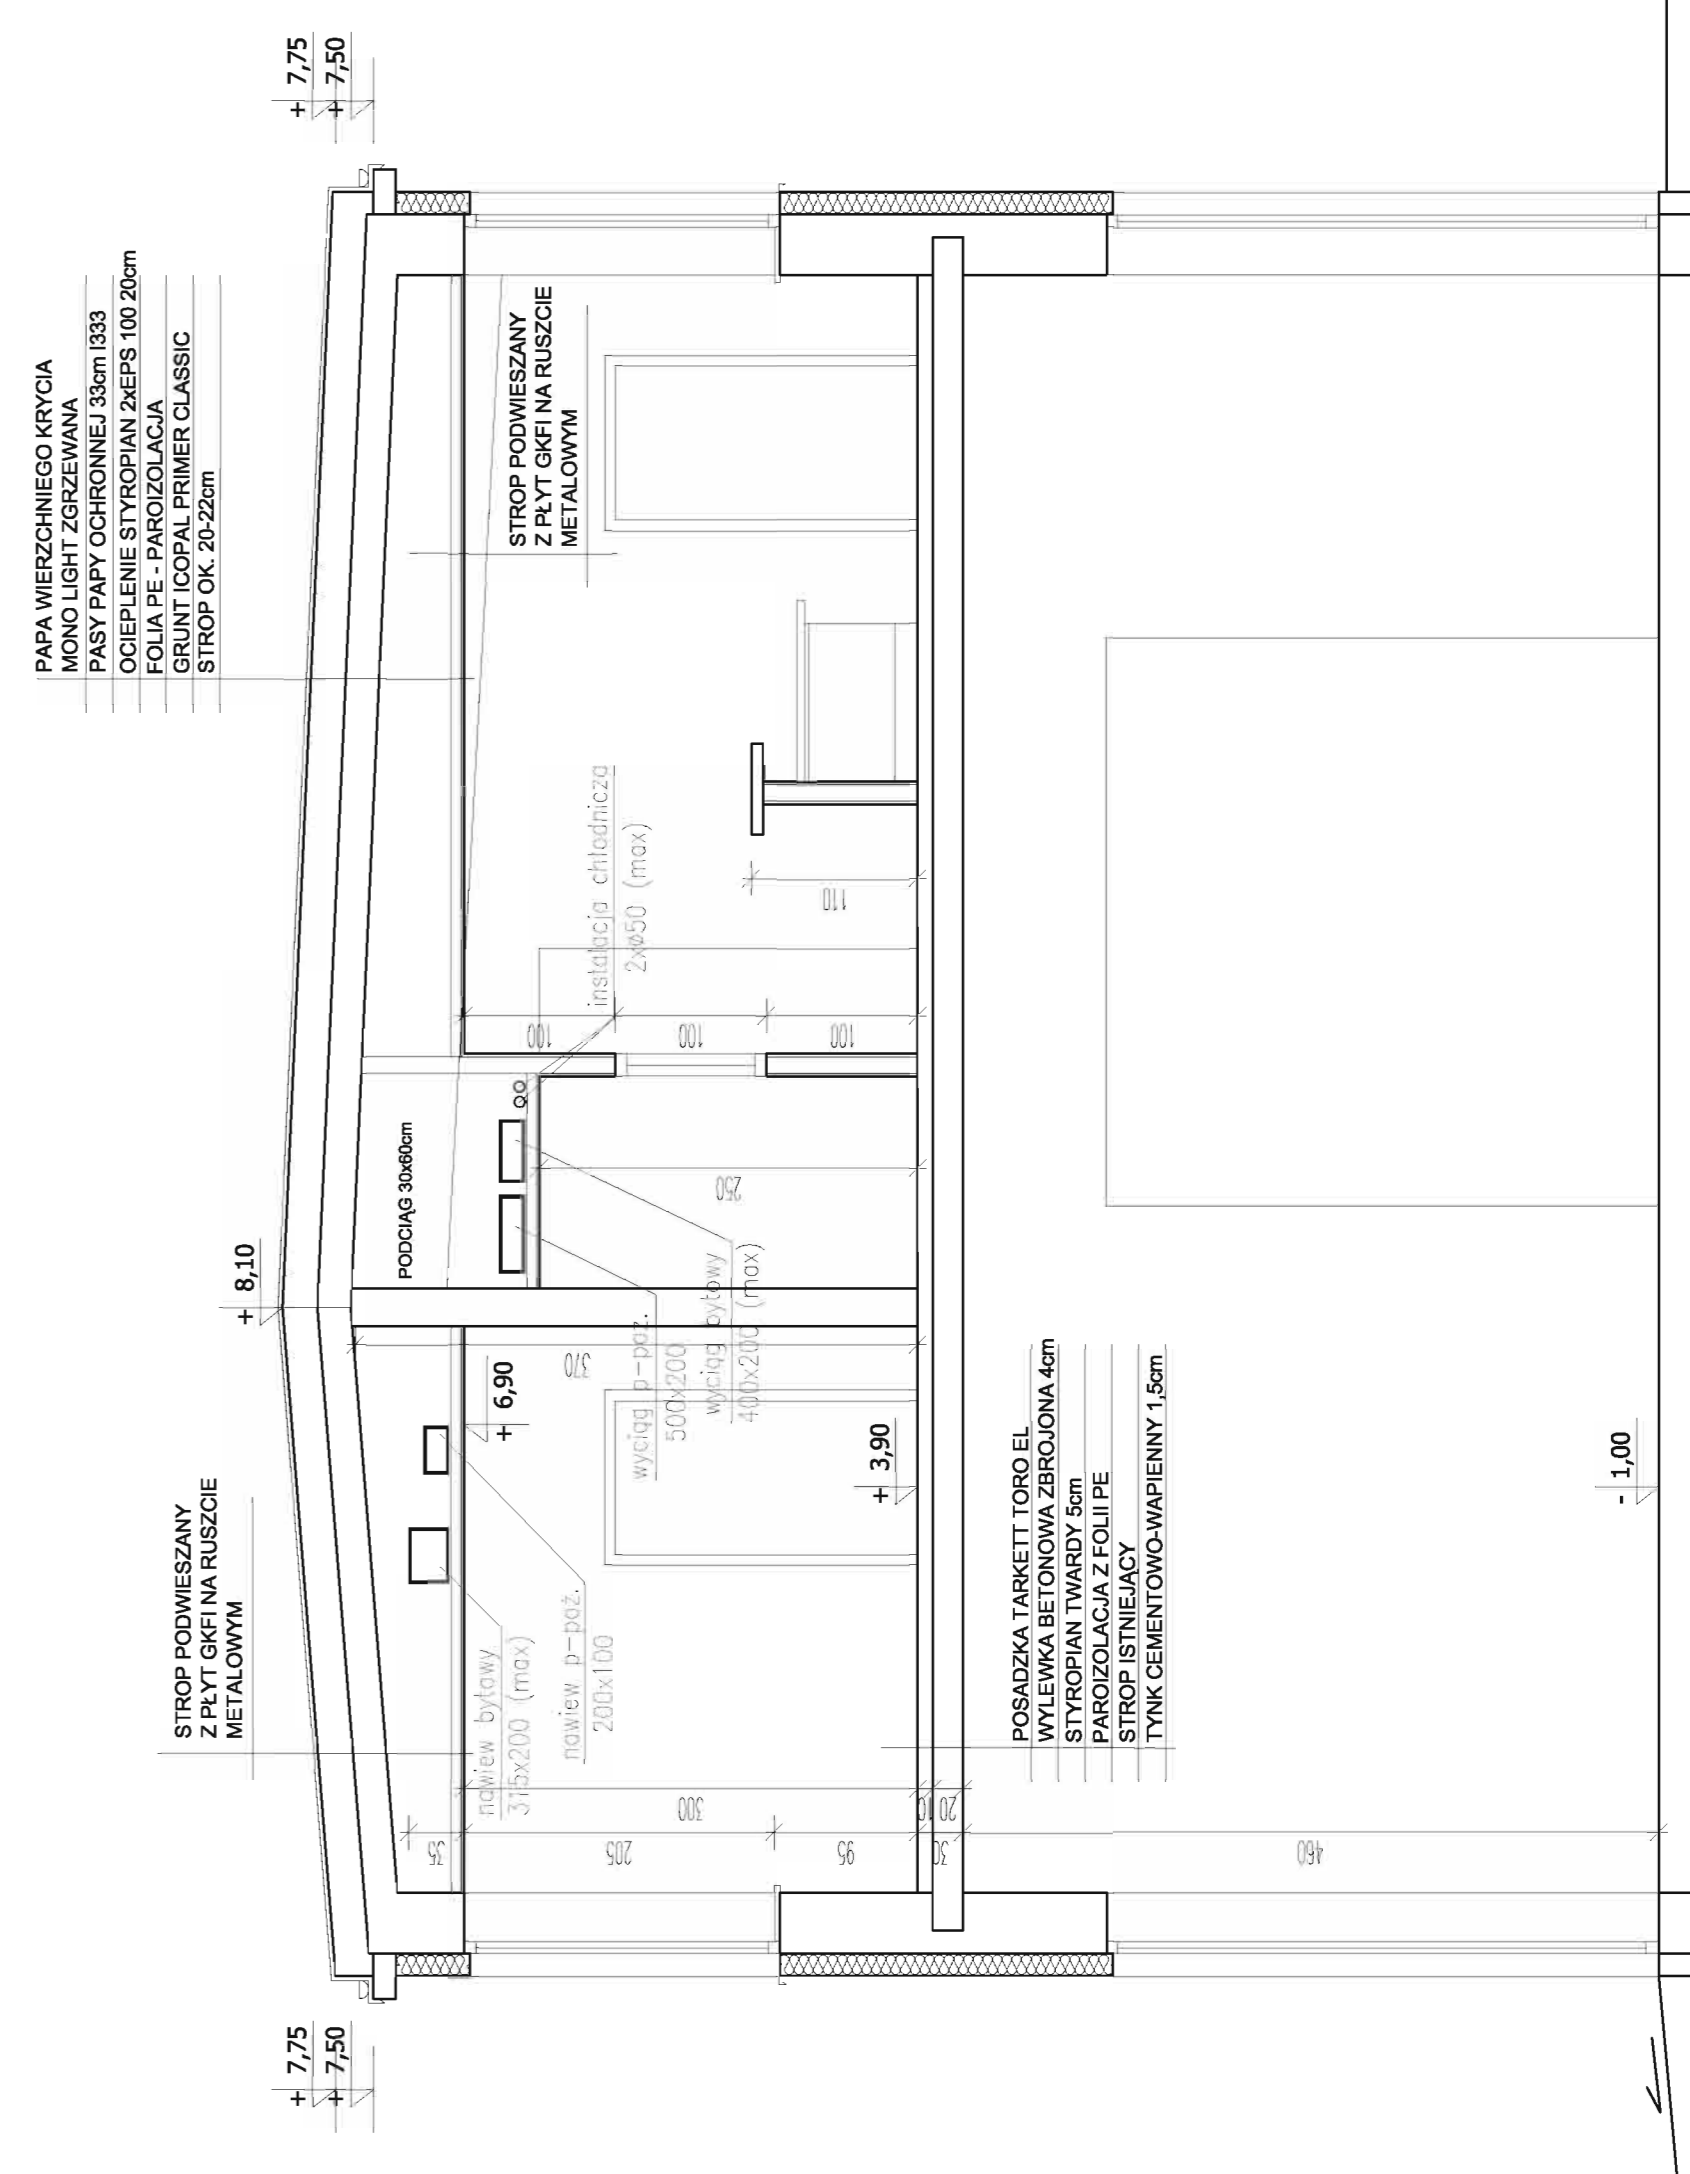 PAPA WIERZCHNIEGO KRYCIA
MONO LIGHT ZGRZEWANA
PASY PAPY OCHRONNEJ 33cm I333
OCIEPLENIE STYROPIAN 2xEPS 100 20cm
FOLIA PE - PAROIZOLACJA
GRUNT ICOPAL PRIMER CLASSIC
STROP OK. 20-22cm
STROP PODWIESZANY
Z PŁYT GKFI NA RUSZCIE
METALOWYM
+ 8,10
+ 7,75
+ 7,50
+ 7,75
+ 7,50
PODCIĄG 30x60cm
STROP PODWIESZANY
Z PŁYT GKFI NA RUSZCIE
METALOWYM
+ 6,90
nawiew bytowy
315x200 (max)
nawiew p-poż.
200x100
wyciąg p-poż.
500x200
wyciąg bytowy
400x200 (max)
instalacja chłodnicza
2xø50 (max)
35
205
95
30
460
300
10
20
370
250
100
100
100
110
+ 3,90
POSADZKA TARKETT TORO EL
WYLEWKA BETONOWA ZBROJONA 4cm
STYROPIAN TWARDY 5cm
PAROIZOLACJA Z FOLII PE
STROP ISTNIEJĄCY
TYNK CEMENTOWO-WAPIENNY 1,5cm
- 1,00